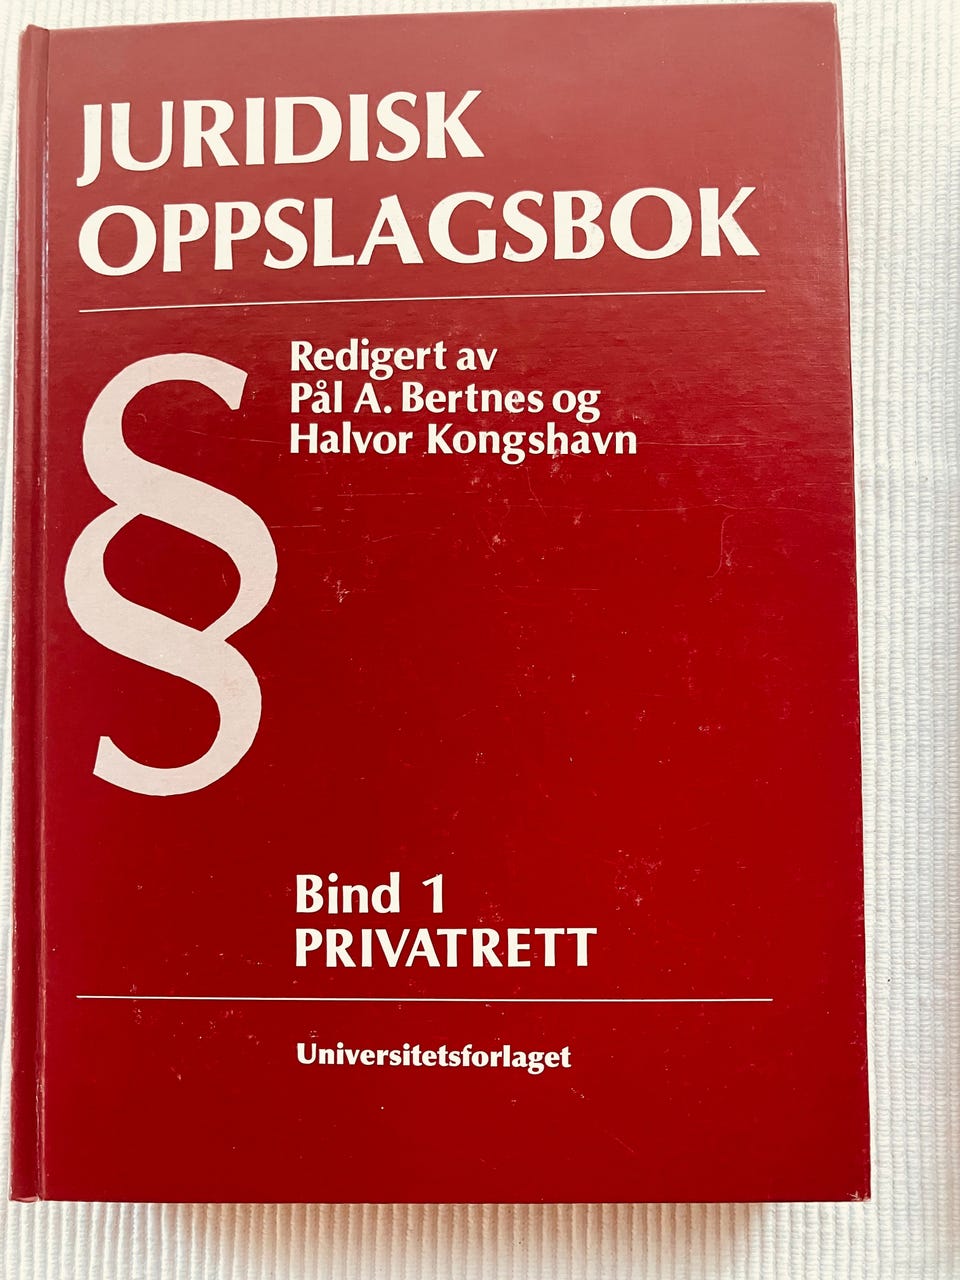 JURIDISK
OPPSLAGSBOK
§
Redigert av
Pål A. Bertnes og
Halvor Kongshavn
Bind 1
PRIVATRETT
Universitetsforlaget